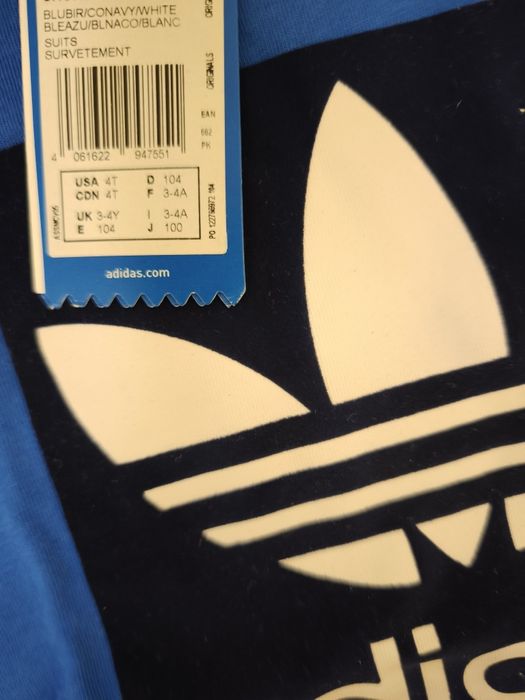 BLUBIR/CONAVY/WHITE
BLEAZU/BLNACO/BLANC
SUITS
SURVETEMENT
ORIGINALS
EAN
662
PK
4 061622 947551
USA 4T D 104
CDN 4T F 3-4A
UK 3-4Y I 3-4A
E 104 J 100
adidas.com